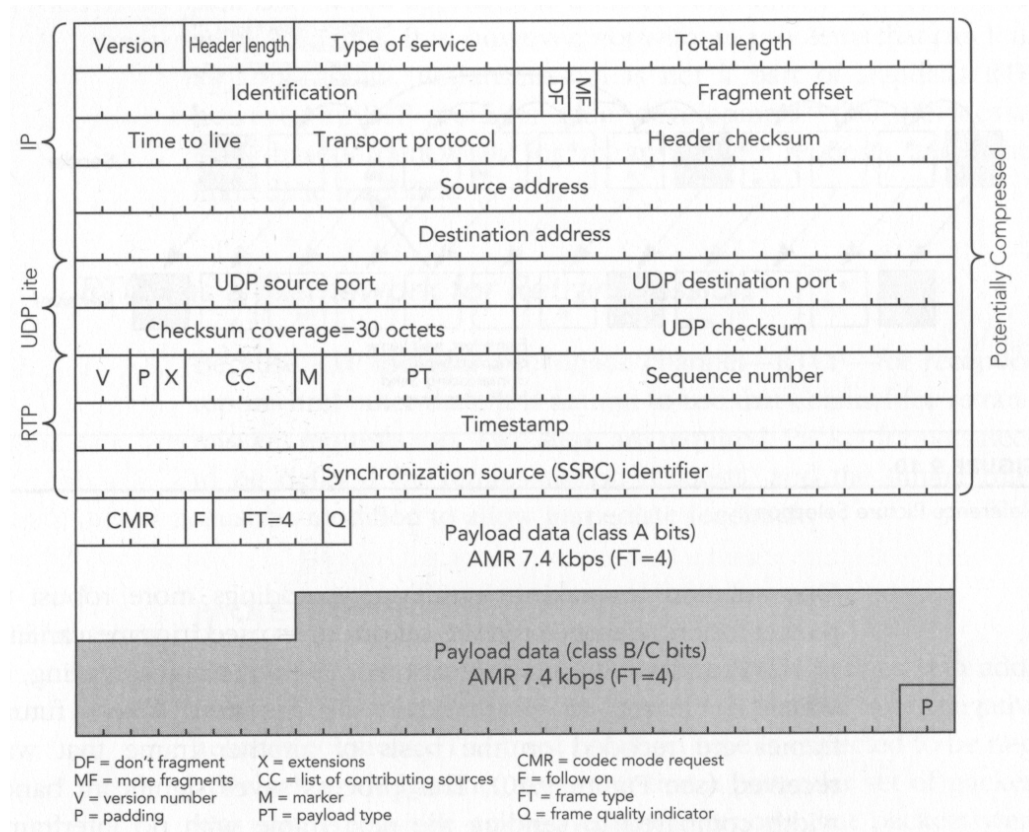 Version Header length Type of service Total length
Identification DF MF Fragment offset
Time to live Transport protocol Header checksum
Source address
Destination address
UDP source port UDP destination port
Checksum coverage=30 octets UDP checksum
V P X CC M PT Sequence number
Timestamp
Synchronization source (SSRC) identifier
CMR FT=4 Q Payload data (class A bits)
AMR 7.4 kbps (FT=4)
Payload data (class B/C bits)
AMR 7.4 kbps (FT=4)
P
IP
UDP Lite
RTP
Potentially Compressed
DF = don't fragment X = extensions CMR = codec mode request
MF = more fragments CC = list of contributing sources F = follow on
V = version number M = marker FT = frame type
P = padding PT = payload type Q = frame quality indicator